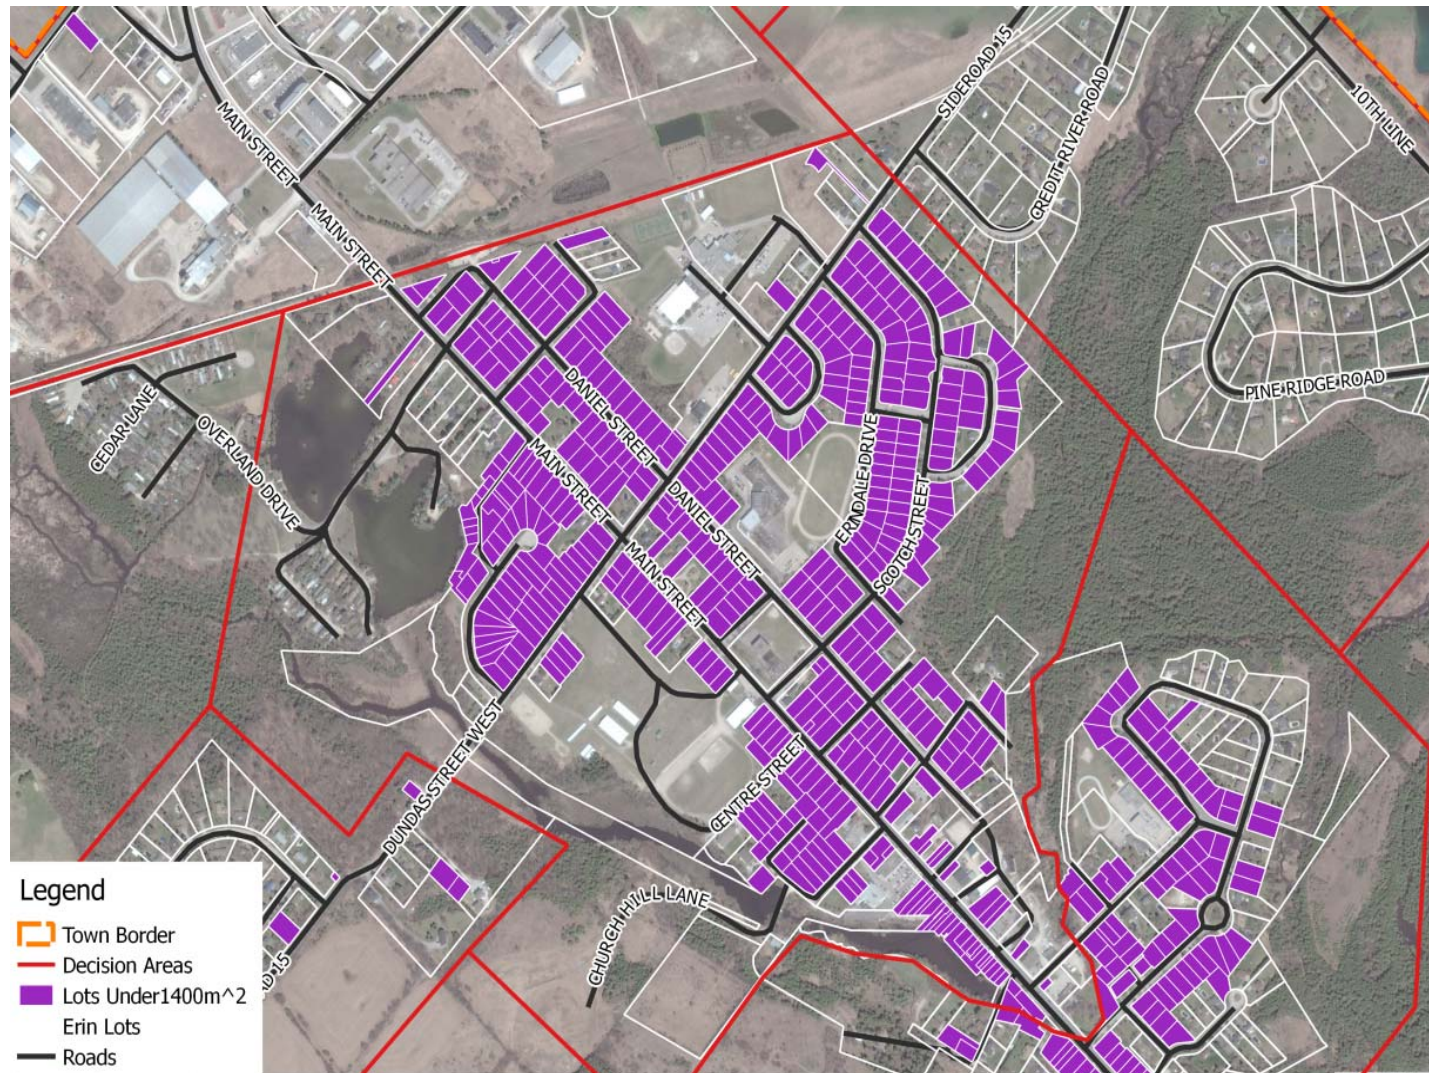 MAIN STREET
SIDEROAD 15
10TH LINE
CREDIT RIVER ROAD
MAIN STREET
PINE RIDGE ROAD
CEDAR LANE
OVERLAND DRIVE
DANIEL STREET
MAIN STREET
ERINDALE DRIVE
DANIEL STREET
SCOTCH STREET
MAIN STREET
DUNDAS STREET WEST
CENTRE STREET
CHURCH HILL LANE
AD 15
Legend
Town Border
Decision Areas
Lots Under1400m^2
Erin Lots
Roads